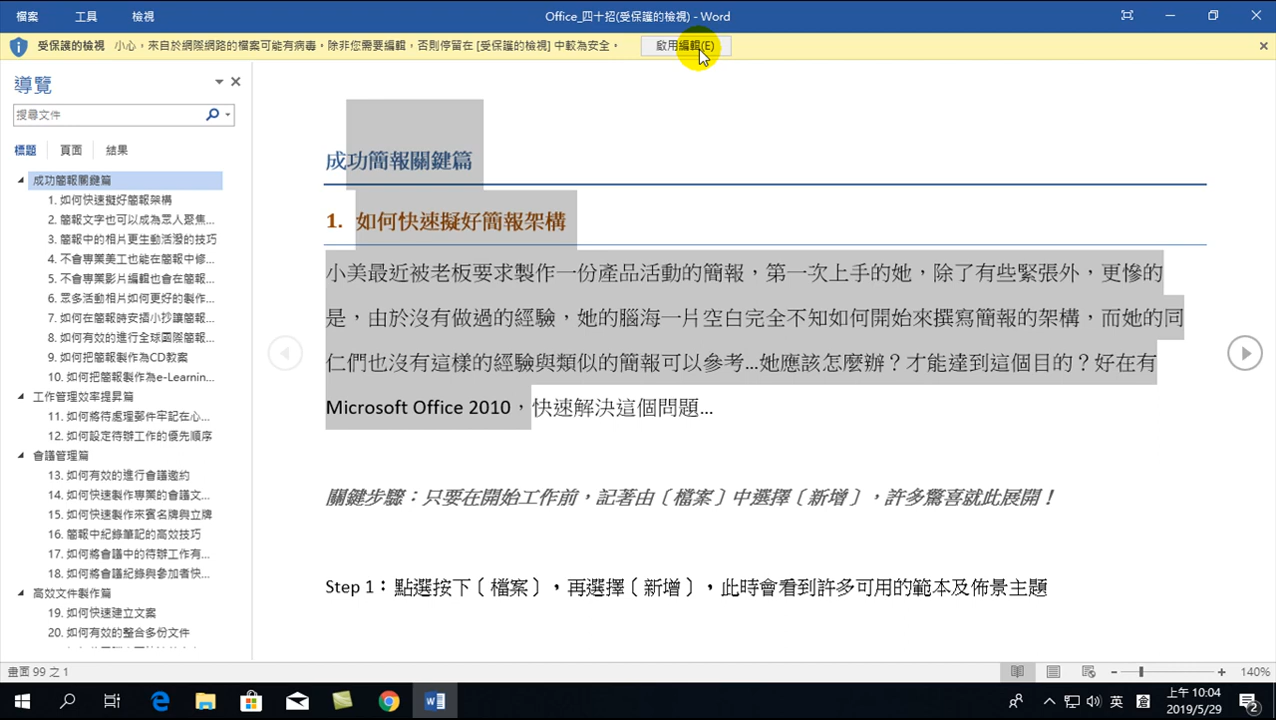 檔案 工具 檢視 Office_四十招(受保護的檢視) - Word
受保護的檢視 小心，來自於網際網路的檔案可能有病毒。除非您需要編輯，否則停留在 [受保護的檢視] 中較為安全。 啟用編輯(E)
導覽
搜尋文件
標題 頁面 結果
成功簡報關鍵篇
1. 如何快速擬好簡報架構
2. 簡報文字也可以成為眾人聚焦...
3. 簡報中的相片更生動活潑的技巧
4. 不會專業美工也能在簡報中修...
5. 不會專業影片編輯也會在簡報...
6. 眾多活動相片如何更好的製作...
7. 如何在簡報時安插小抄讓簡報...
8. 如何有效的進行全球國際簡報...
9. 如何把簡報製作為CD教案
10. 如何把簡報製作為e-Learnin...
工作管理效率提昇篇
11. 如何將待處理郵件牢記在心...
12. 如何設定待辦工作的優先順序
會議管理篇
13. 如何有效的進行會議邀約
14. 如何快速製作專業的會議文...
15. 如何快速製作來賓名牌與立牌
16. 簡報中紀錄筆記的高效技巧
17. 如何將會議中的待辦工作有...
18. 如何將會議紀錄與參加者快...
高效文件製作篇
19. 如何快速建立文案
20. 如何有效的整合多份文件
成功簡報關鍵篇
1. 如何快速擬好簡報架構
小美最近被老板要求製作一份產品活動的簡報，第一次上手的她，除了有些緊張外，更慘的
是，由於沒有做過的經驗，她的腦海一片空白完全不知如何開始來撰寫簡報的架構，而她的同
仁們也沒有這樣的經驗與類似的簡報可以參考...她應該怎麼辦？才能達到這個目的？好在有
Microsoft Office 2010，快速解決這個問題...
關鍵步驟：只要在開始工作前，記著由〔檔案〕中選擇〔新增〕，許多驚喜就此展開！
Step 1：點選按下〔檔案〕，再選擇〔新增〕，此時會看到許多可用的範本及佈景主題
畫面 99 之 1 140%
英 上午 10:04
2019/5/29
2